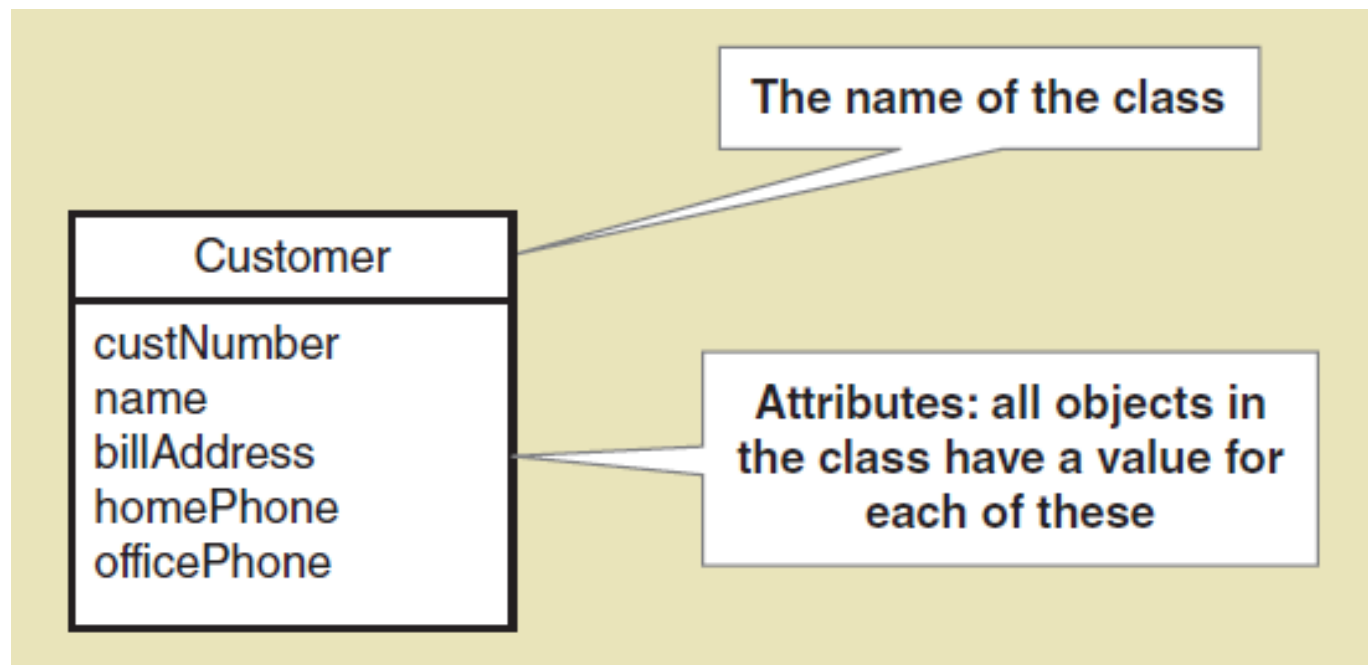 The name of the class
Customer
custNumber
name
billAddress
homePhone
officePhone
Attributes: all objects in
the class have a value for
each of these